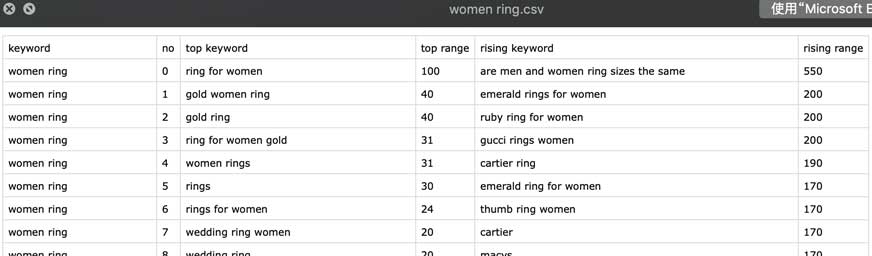 women ring.csv
使用“Microsoft E
keyword no top keyword top range rising keyword rising range
women ring 0 ring for women 100 are men and women ring sizes the same 550
women ring 1 gold women ring 40 emerald rings for women 200
women ring 2 gold ring 40 ruby ring for women 200
women ring 3 ring for women gold 31 gucci rings women 200
women ring 4 women rings 31 cartier ring 190
women ring 5 rings 30 emerald ring for women 170
women ring 6 rings for women 24 thumb ring women 170
women ring 7 wedding ring women 20 cartier 170
women ring 8 wedding ring 20 macys 170